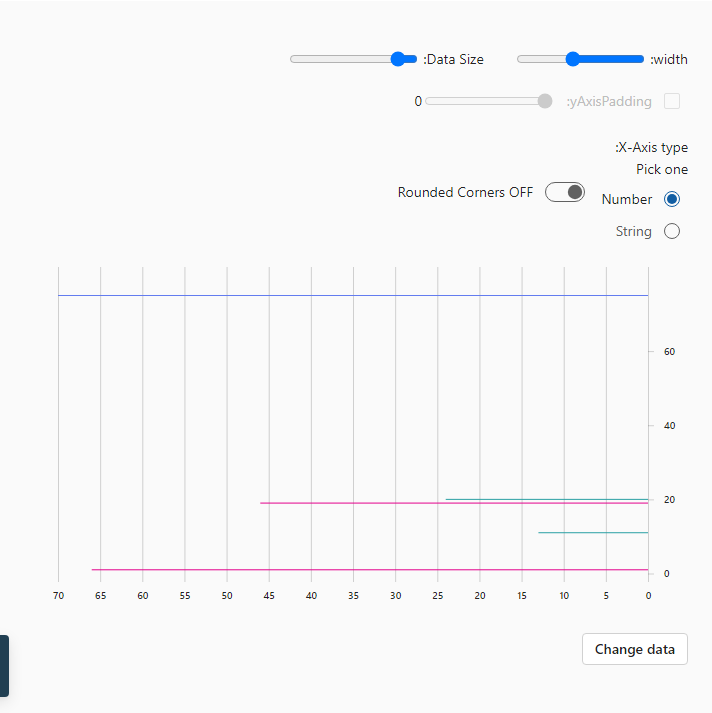 :width
:Data Size
:yAxisPadding
0
:X-Axis type
Pick one
Number
String
Rounded Corners OFF
60
40
20
0
70 65 60 55 50 45 40 35 30 25 20 15 10 5 0
Change data